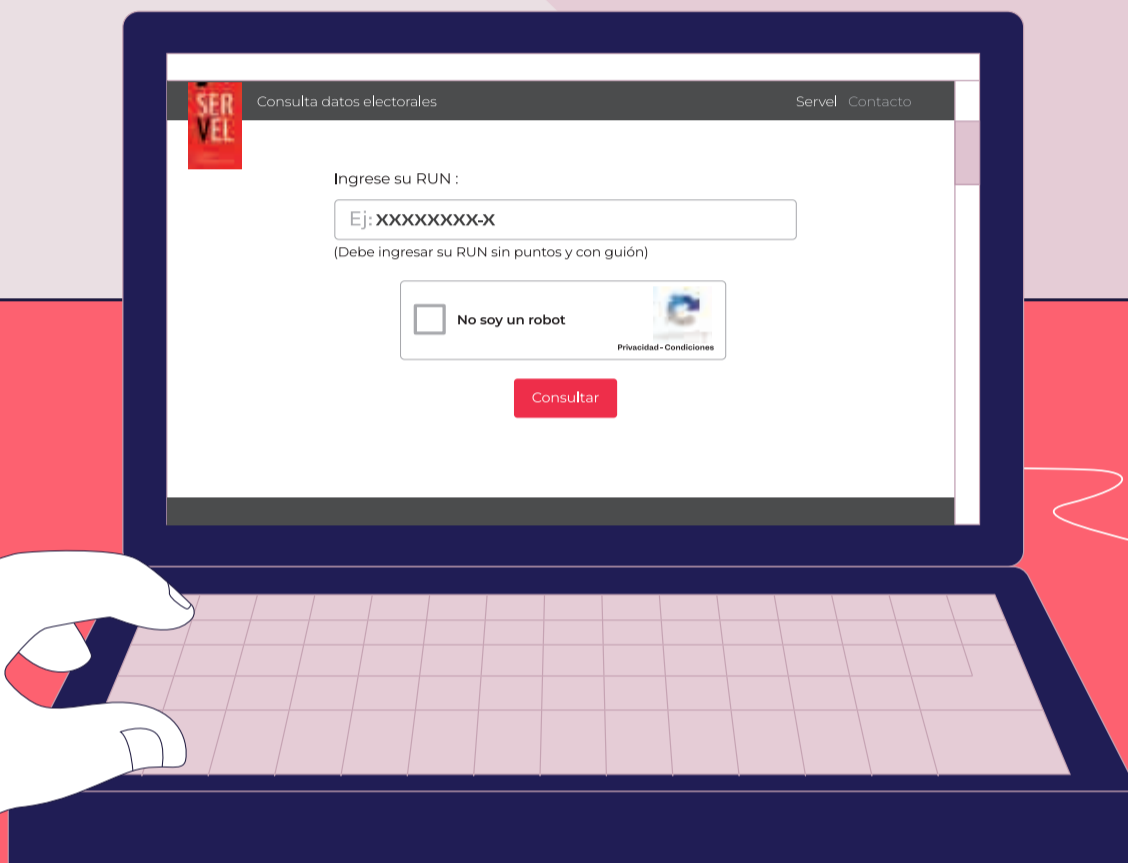 SER
VEL
Consulta datos electorales
Servel Contacto
Ingrese su RUN :
Ej: XXXXXXXX-X
(Debe ingresar su RUN sin puntos y con guión)
No soy un robot
Privacidad - Condiciones
Consultar